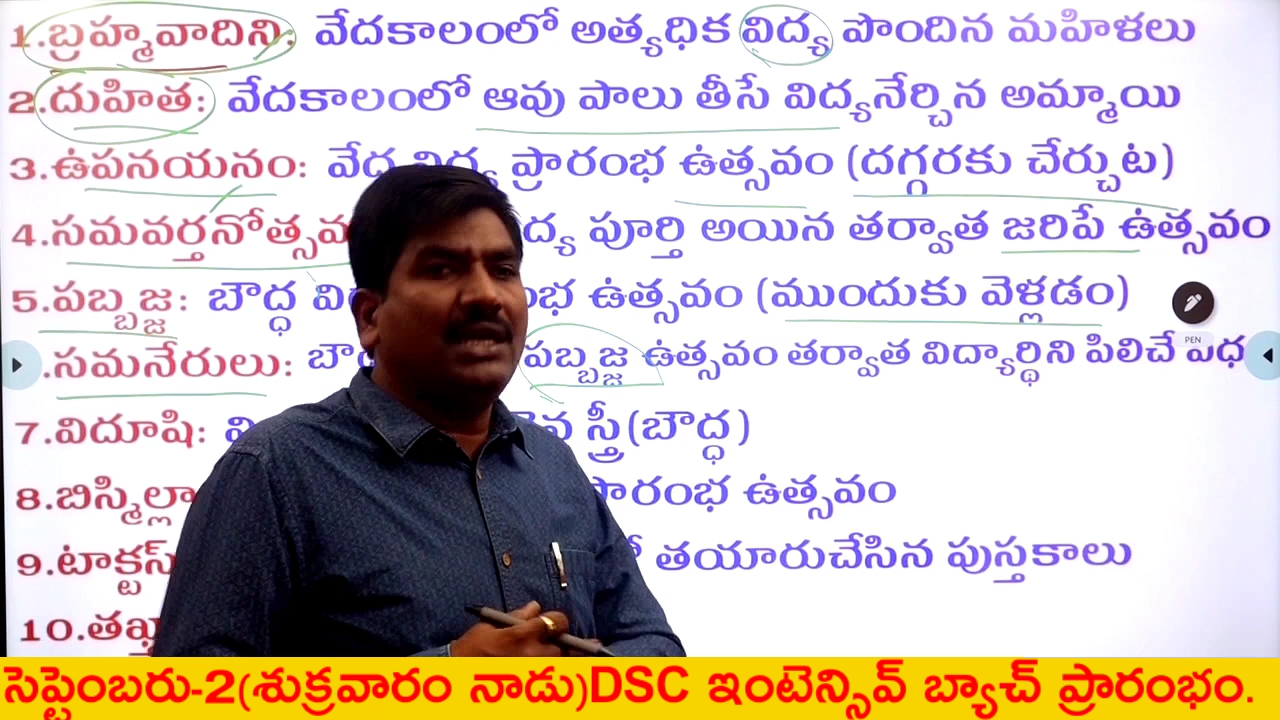 1.బ్రహ్మవాదిని: వేదకాలంలో అత్యధిక విద్య పొందిన మహిళలు
2.దుహిత: వేదకాలంలో ఆవు పాలు తీసే విద్యనేర్చిన అమ్మాయి
3.ఉపనయనం: వేద విద్య ప్రారంభ ఉత్సవం (దగ్గరకు చేర్చుట)
4.సమవర్తనోత్సవ పూర్తి అయిన తర్వాత జరిపే ఉత్సవం
5.పబ్బజ్జ: బౌద్ధ ఉత్సవం (ముందుకు వెళ్లడం)
.సమనేరులు: పబ్బజ్జ ఉత్సవం తర్వాత విద్యార్థిని పిలిచే
PEN
7.విదూషి: స్త్రీ(బౌద్ధ)
8.బిస్మిల్లా ఉత్సవం
9.టాక్టస్ తయారుచేసిన పుస్తకాలు
10.తఖ్తా
సెప్టెంబరు-2(శుక్రవారం నాడు)DSC ఇంటెన్సివ్ బ్యాచ్ ప్రారంభం.